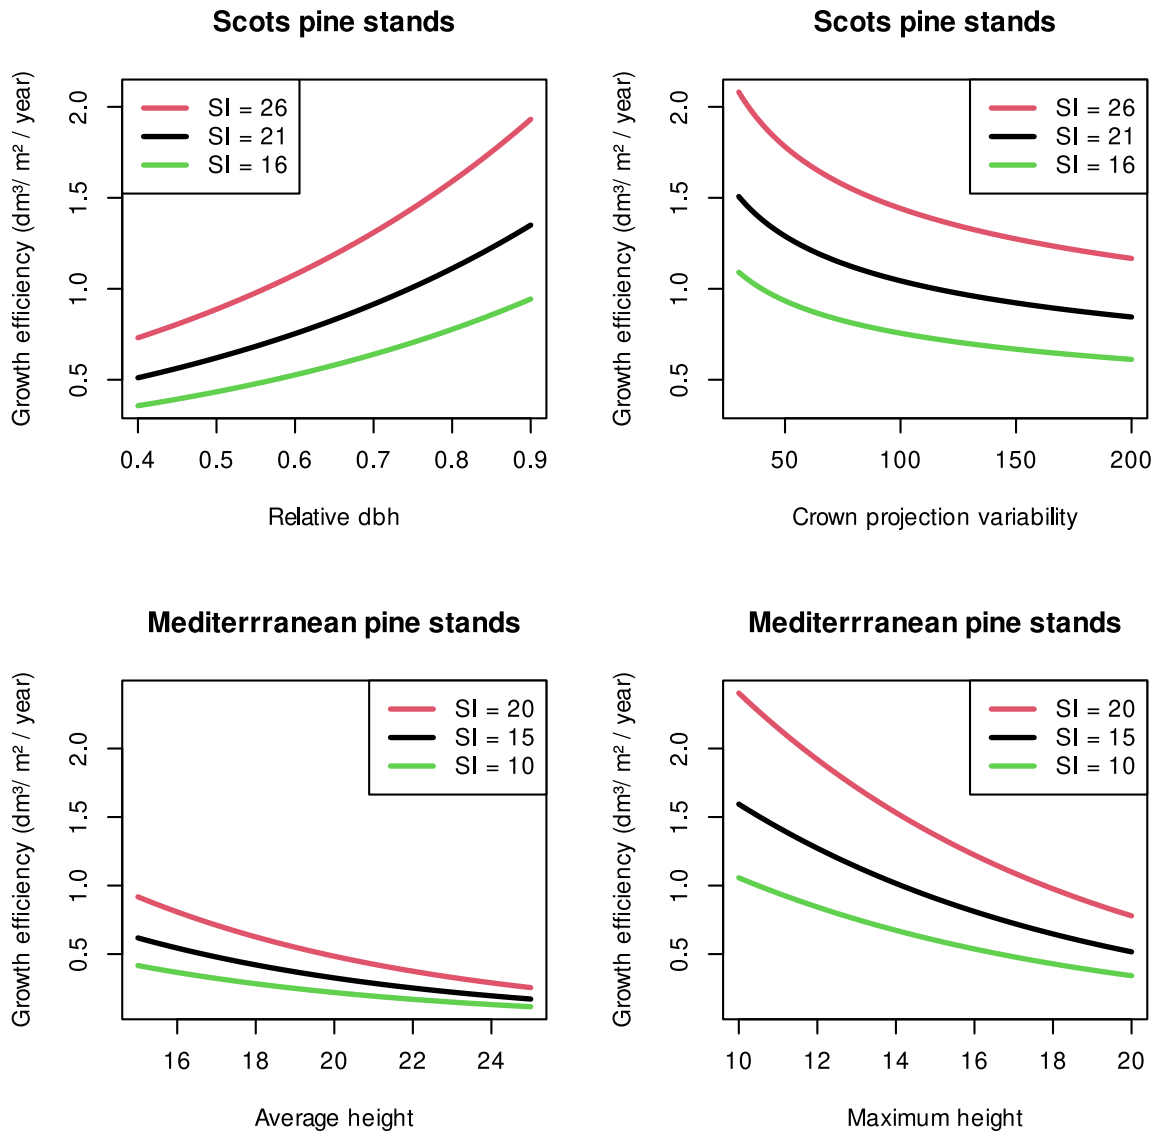 Scots pine stands
Growth efficiency (dm³/ m² / year)
2.0
1.5
1.0
0.5
SI = 26
SI = 21
SI = 16
0.4 0.5 0.6 0.7 0.8 0.9
Relative dbh
Scots pine stands
Growth efficiency (dm³/ m² / year)
2.0
1.5
1.0
0.5
SI = 26
SI = 21
SI = 16
50 100 150 200
Crown projection variability
Mediterrranean pine stands
Growth efficiency (dm³/ m² / year)
2.0
1.5
1.0
0.5
SI = 20
SI = 15
SI = 10
16 18 20 22 24
Average height
Mediterrranean pine stands
Growth efficiency (dm³/ m² / year)
2.0
1.5
1.0
0.5
SI = 20
SI = 15
SI = 10
10 12 14 16 18 20
Maximum height